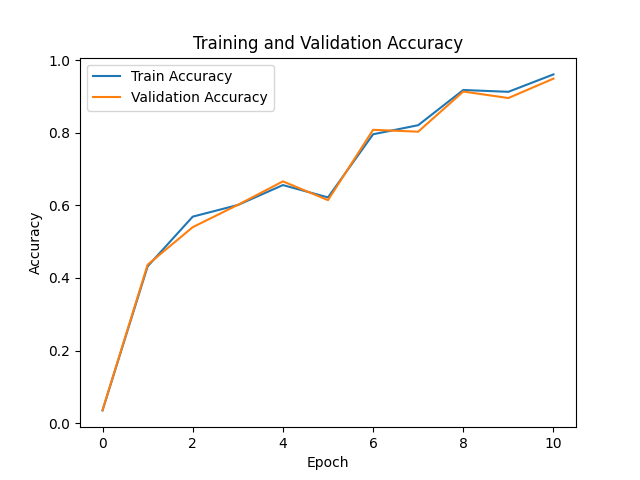 Training and Validation Accuracy
Train Accuracy
Validation Accuracy
1.0
0.8
0.6
0.4
0.2
0.0
Accuracy
0 2 4 6 8 10
Epoch